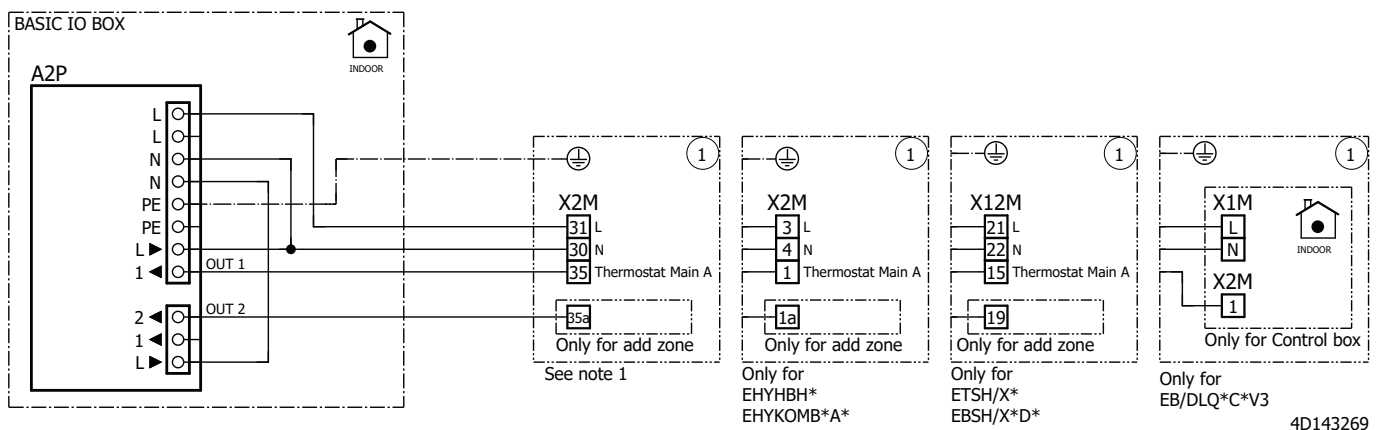 BASIC IO BOX
INDOOR
A2P
L
L
N
N
PE
PE
L ▶
1 ◀ OUT 1
2 ◀ OUT 2
1 ◀
L ▶
1
X2M
31 L
30 N
35 Thermostat Main A
35a
Only for add zone
See note 1
1
X2M
3 L
4 N
1 Thermostat Main A
1a
Only for add zone
Only for
EHYHBH*
EHYKOMB*A*
1
X12M
21 L
22 N
15 Thermostat Main A
19
Only for add zone
Only for
ETSH/X*
EBSH/X*D*
1
X1M
L
N
INDOOR
X2M
1
Only for Control box
Only for
EB/DLQ*C*V3
4D143269